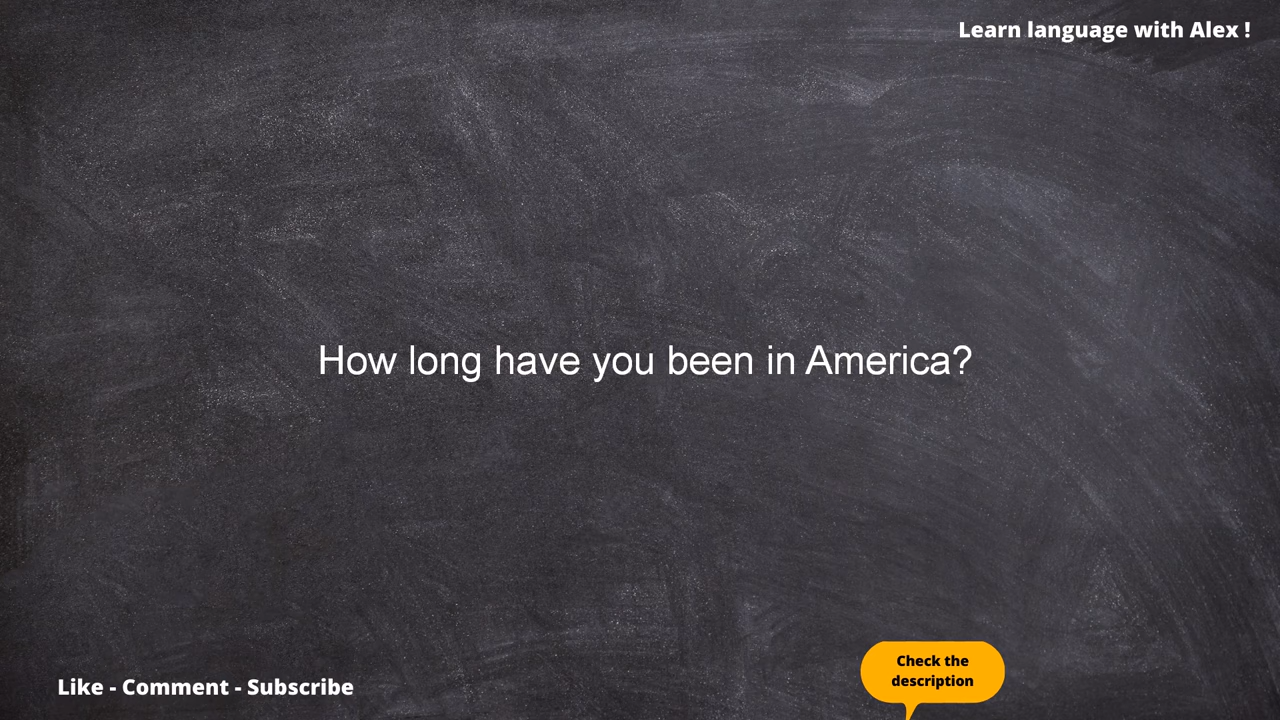 Learn language with Alex !
How long have you been in America?
Like - Comment - Subscribe
Check the
description